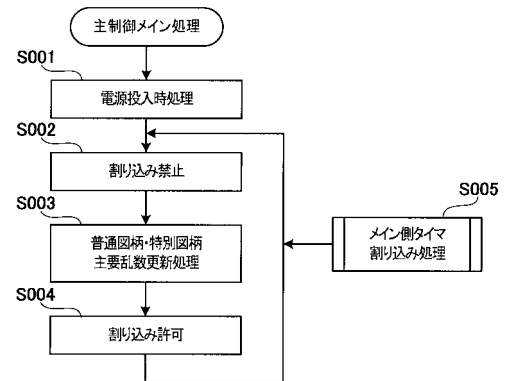 主制御メイン処理
S001
電源投入時処理
S002
割り込み禁止
S003
普通図柄・特別図柄
主要乱数更新処理
S004
割り込み許可
S005
メイン側タイマ
割り込み処理